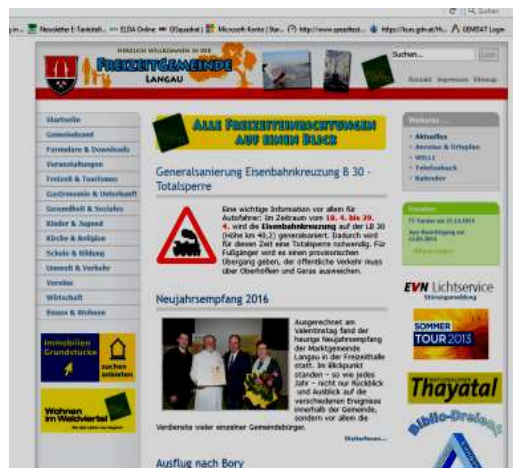 Suchen...
HERZLICH WILLKOMMEN IN DER
FREIZEITGEMEINDE
LANGAU
Kontakt Impressum Sitemap
Startseite
Gemeindeamt
Formulare & Downloads
Veranstaltungen
Freizeit & Tourismus
Gastronomie & Unterkunft
Gesundheit & Soziales
Kinder & Jugend
Kirche & Religion
Schule & Bildung
Umwelt & Verkehr
Vereine
Wirtschaft
Bauen & Wohnen
Immobilien
Grundstücke
suchen
anbieten
Wohnen
im Waldviertel
ALLE FREIZEITEINRICHTUNGEN
AUF EINEN BLICK
Generalsanierung Eisenbahnkreuzung B 30 -
Totalsperre
Eine wichtige Information vor allem für
Autofahrer: Im Zeitraum vom 18. 4. bis 29.
4. wird die Eisenbahnkreuzung auf der LB 30
(Höhe km 40,2) generalsaniert. Dadurch wird
für diesen Zeit eine Totalsperre notwendig. Für
Fußgänger wird es einen provisorischen
Übergang geben, der öffentliche Verkehr muss
über Oberhöflein und Geras ausweichen.
Neujahrsempfang 2016
Ausgerechnet am
Valentinstag fand der
heurige Neujahrsempfang
der Marktgemeinde
Langau in der Freizeithalle
statt. Im Blickpunkt
standen - so wie jedes
Jahr - nicht nur Rückblick
und Ausblick auf die
verschiedenen Ereignisse
innerhalb der Gemeinde,
sondern vor allem die
Verdienste vieler einzelner Gemeindebürger.
Weiterlesen...
Ausflug nach Bory
Aktuelles
Anreise & Ortsplan
Telefonbuch
Kalender
EVN Lichtservice
Störungsmeldung
SOMMER
TOUR 2013
NATIONALPARK
Thayatal
Biblio-Dreieck